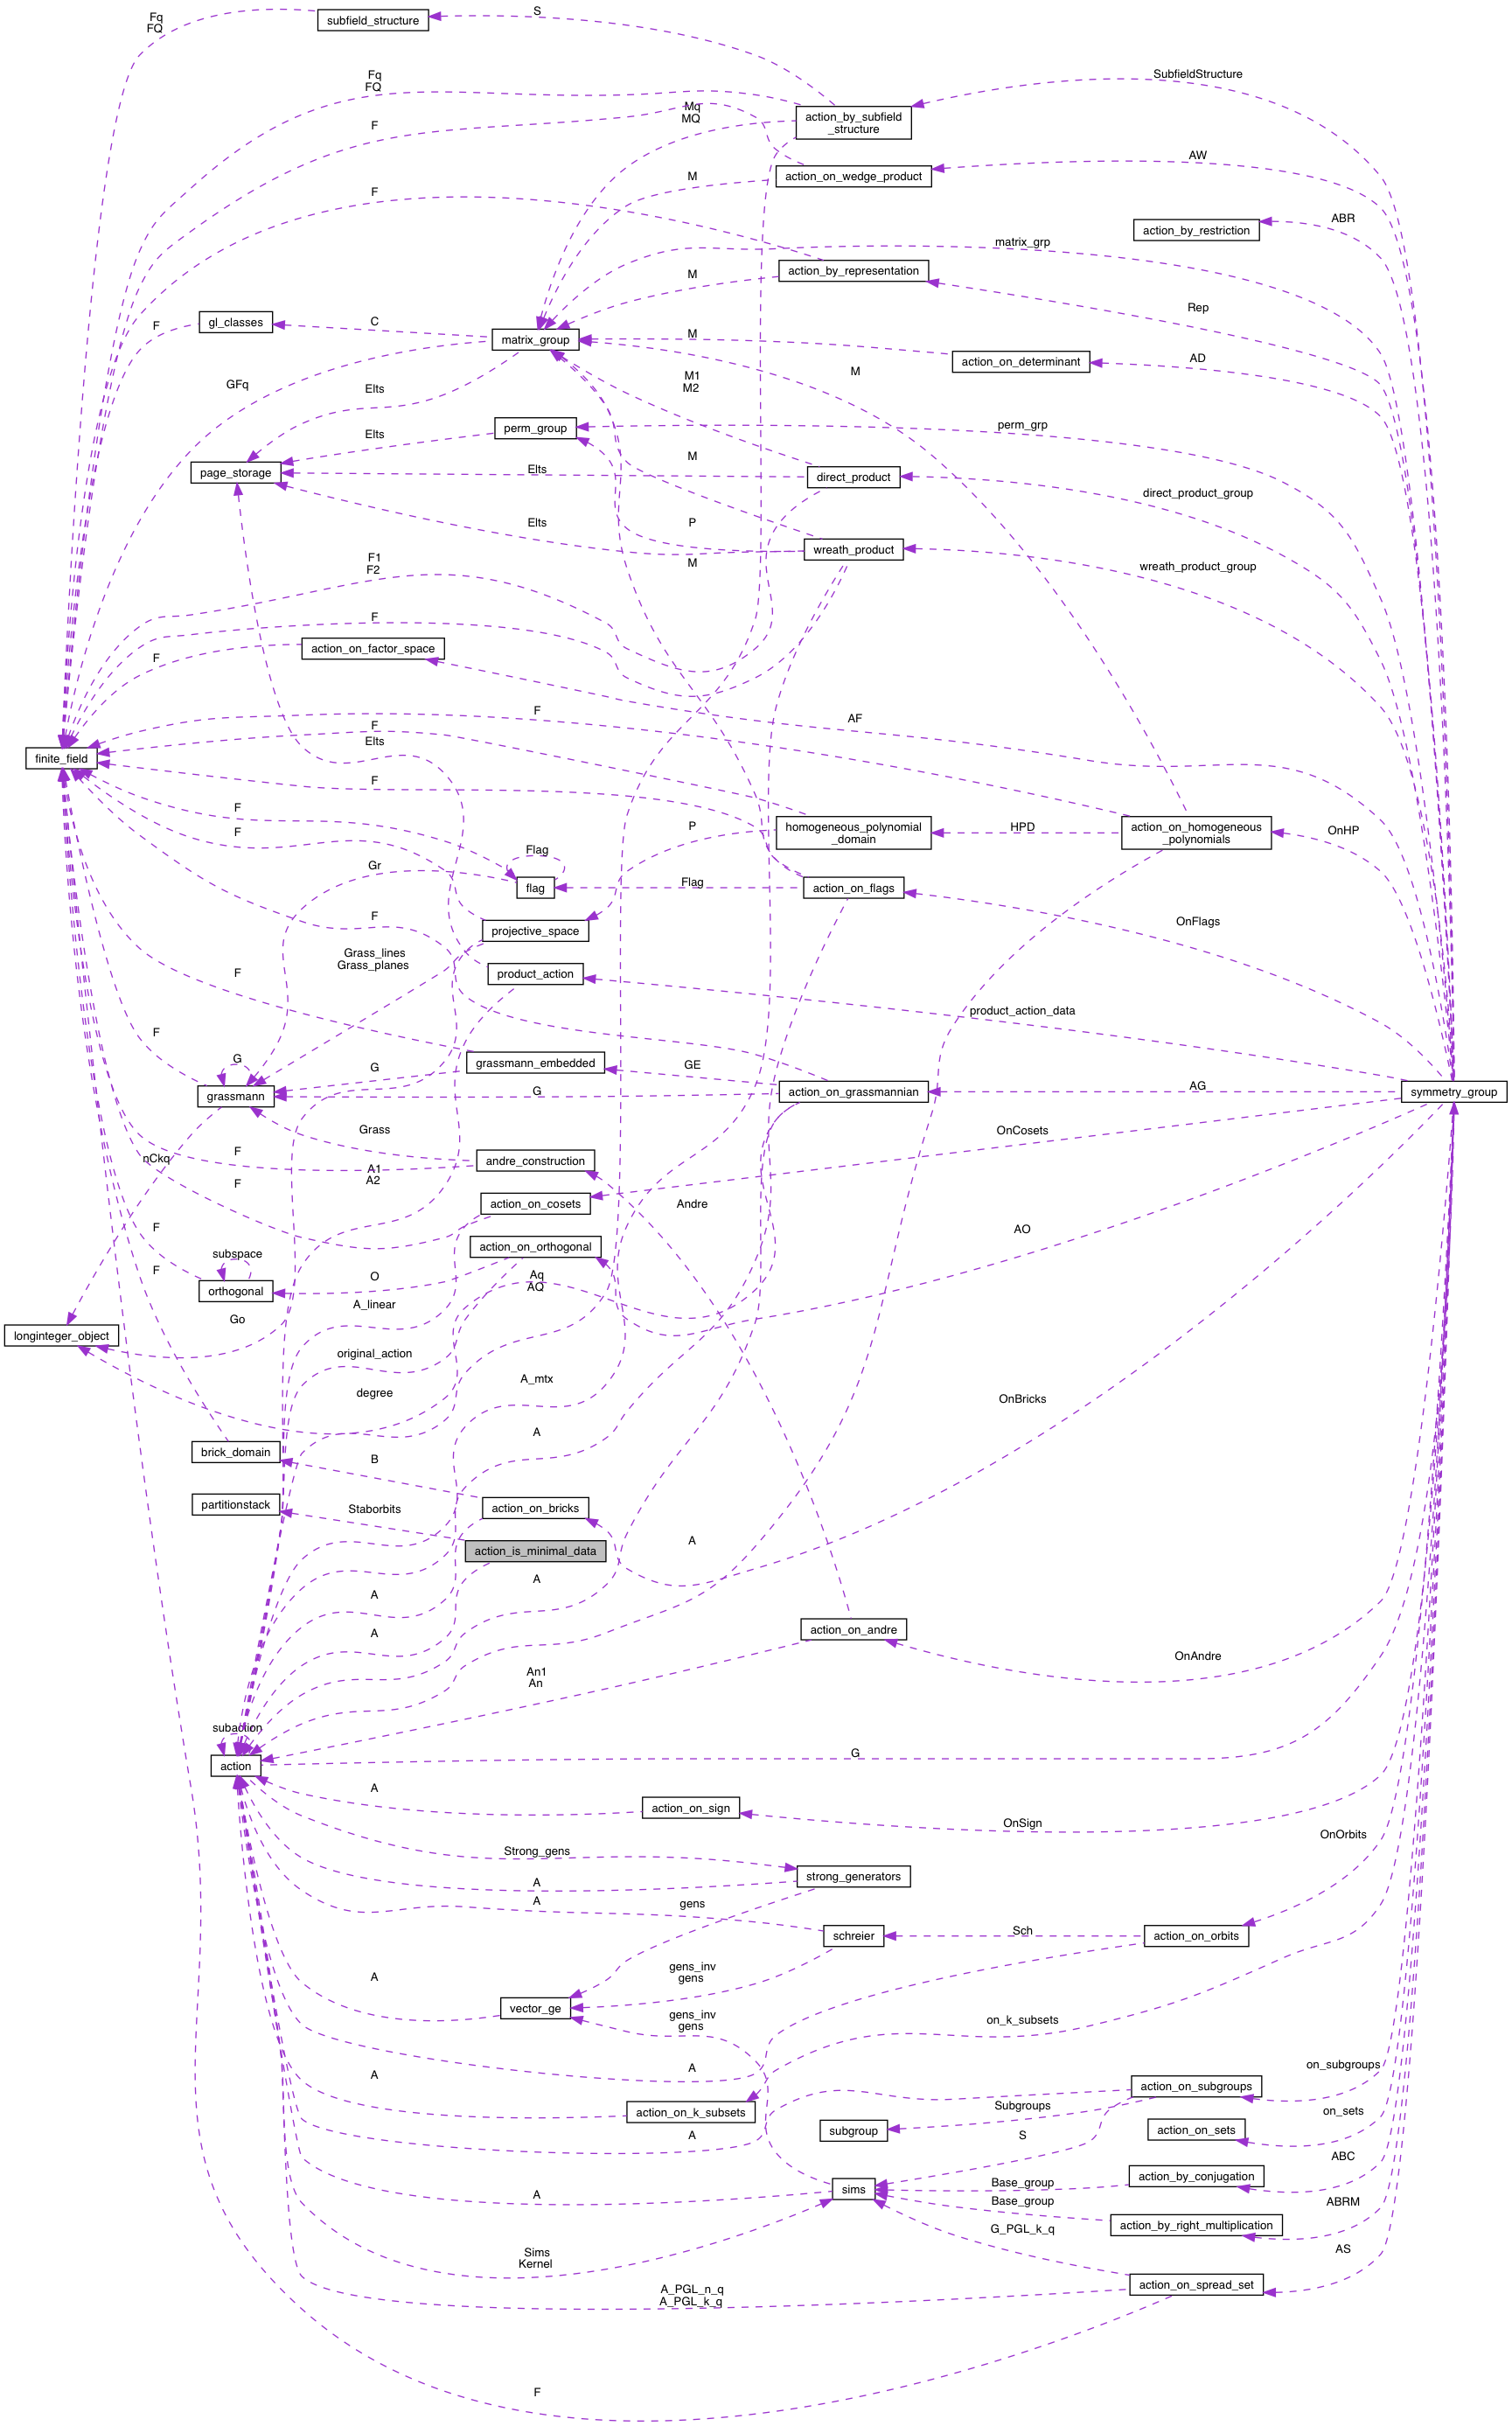 Fq
FQ
subfield_structure
S
Fq
FQ
SubfieldStructure
Mq
MQ
action_by_subfield
_structure
F
AW
M
action_on_wedge_product
F
ABR
action_by_restriction
matrix_grp
M
action_by_representation
Rep
F
gl_classes
C
matrix_group
M
action_on_determinant
AD
GFq
Elts
M1
M2
M
perm_group
perm_grp
Elts
page_storage
Elts
M
direct_product
direct_product_group
Elts
P
wreath_product
wreath_product_group
F1
F2
M
F
F
action_on_factor_space
AF
F
F
Elts
finite_field
F
F
F
P
homogeneous_polynomial
_domain
HPD
action_on_homogeneous
_polynomials
OnHP
Gr
Flag
flag
Flag
action_on_flags
F
OnFlags
projective_space
Grass_lines
Grass_planes
F
product_action
product_action_data
F
G
G
grassmann_embedded
GE
grassmann
G
action_on_grassmannian
AG
symmetry_group
Grass
OnCosets
nCkq
F
andre_construction
A1
A2
F
action_on_cosets
Andre
AO
F
subspace
action_on_orthogonal
F
orthogonal
O
Aq
AQ
A_linear
Go
longinteger_object
original_action
degree
A_mtx
OnBricks
A
brick_domain
B
partitionstack
Staborbits
action_on_bricks
action_is_minimal_data
A
A
A
A
action_on_andre
OnAndre
An1
An
subaction
action
G
A
action_on_sign
OnSign
OnOrbits
Strong_gens
strong_generators
A
A
gens
schreier
Sch
action_on_orbits
gens_inv
gens
A
vector_ge
gens_inv
gens
on_k_subsets
A
A
on_subgroups
action_on_subgroups
action_on_k_subsets
Subgroups
on_sets
subgroup
action_on_sets
A
S
ABC
Base_group
action_by_conjugation
sims
A
Base_group
ABRM
action_by_right_multiplication
G_PGL_k_q
AS
Sims
Kernel
action_on_spread_set
A_PGL_n_q
A_PGL_k_q
F